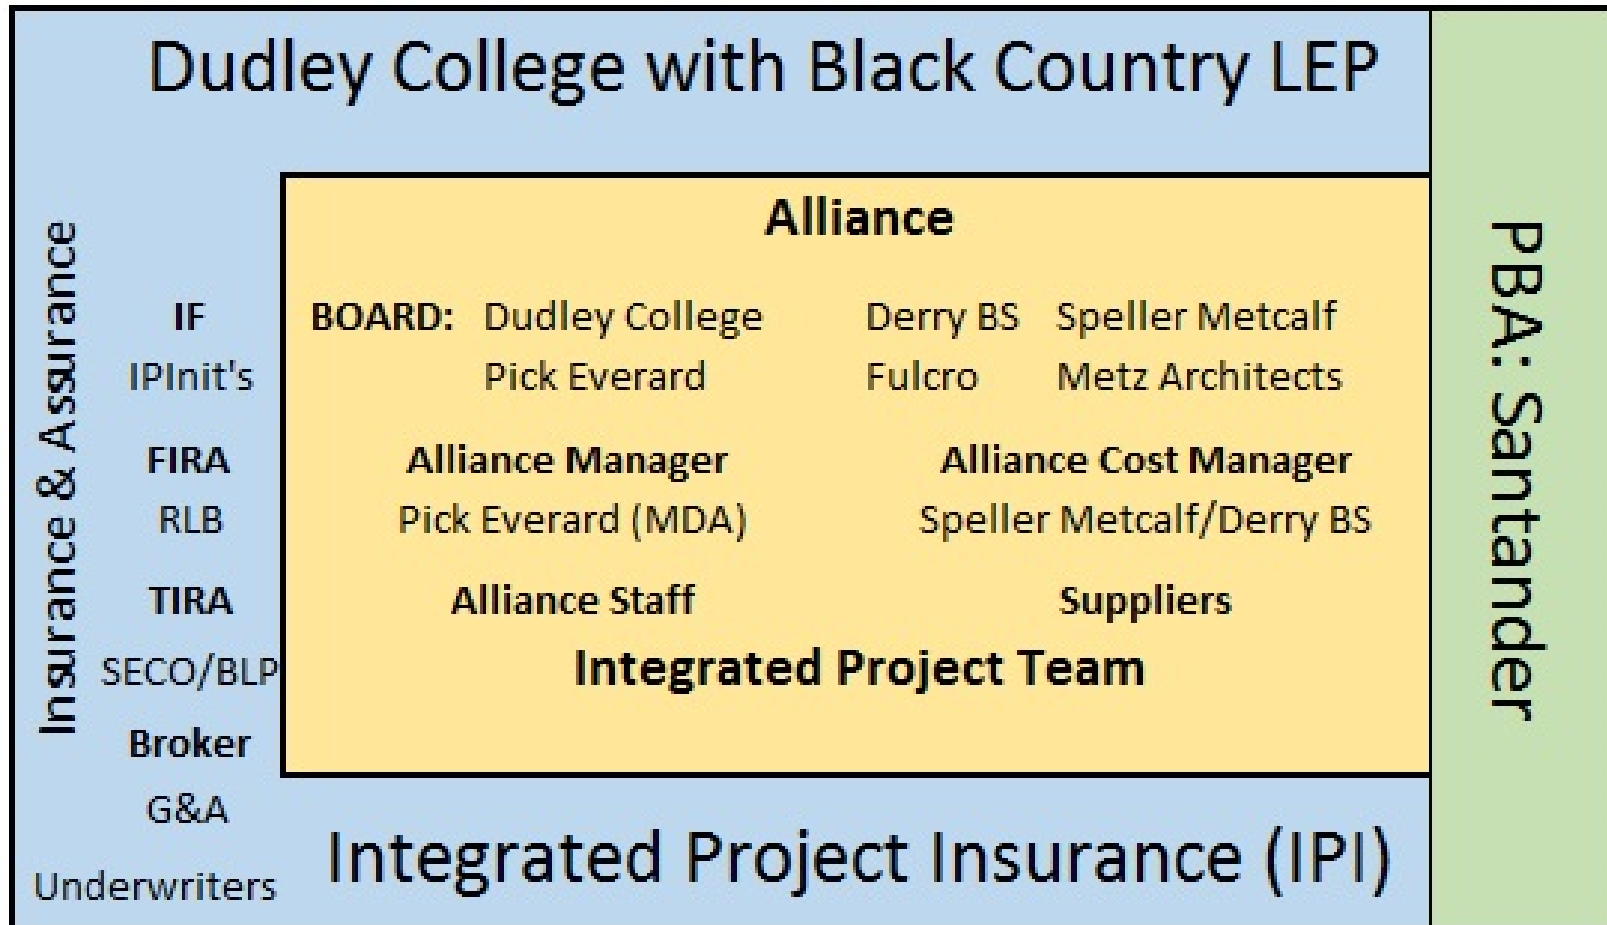 Dudley College with Black Country LEP
Insurance & Assurance
IF
IPInit's
FIRA
RLB
TIRA
SECO/BLP
Broker
G&A
Underwriters
Alliance
BOARD: Dudley College Derry BS Speller Metcalf
Pick Everard Fulcro Metz Architects
Alliance Manager Alliance Cost Manager
Pick Everard (MDA) Speller Metcalf/Derry BS
Alliance Staff Suppliers
Integrated Project Team
Integrated Project Insurance (IPI)
PBA: Santander